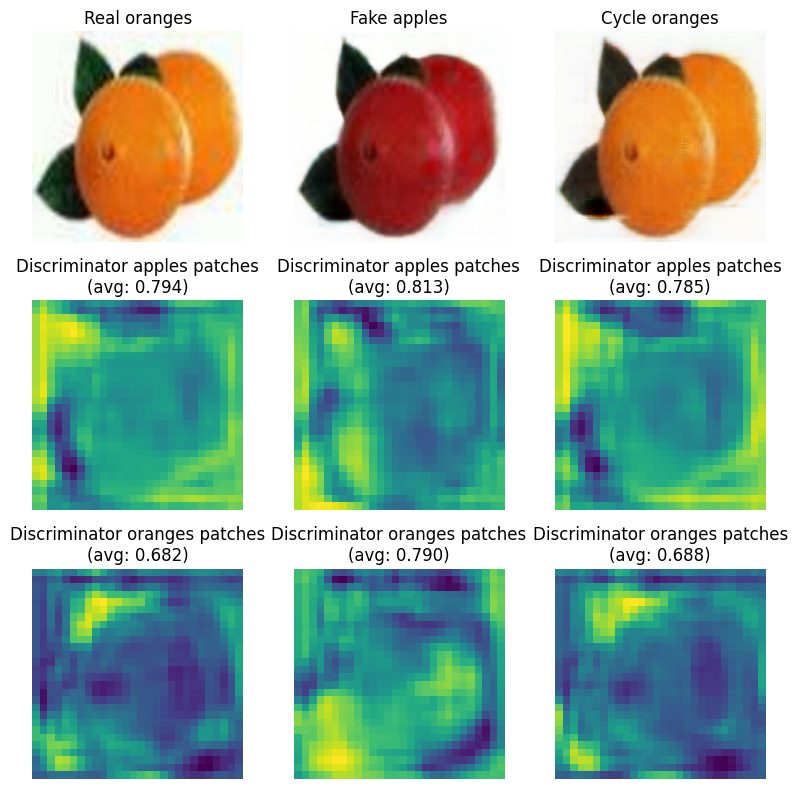 Real oranges
Fake apples
Cycle oranges
Discriminator apples patches
(avg: 0.794)
Discriminator apples patches
(avg: 0.813)
Discriminator apples patches
(avg: 0.785)
Discriminator oranges patches
(avg: 0.682)
Discriminator oranges patches
(avg: 0.790)
Discriminator oranges patches
(avg: 0.688)